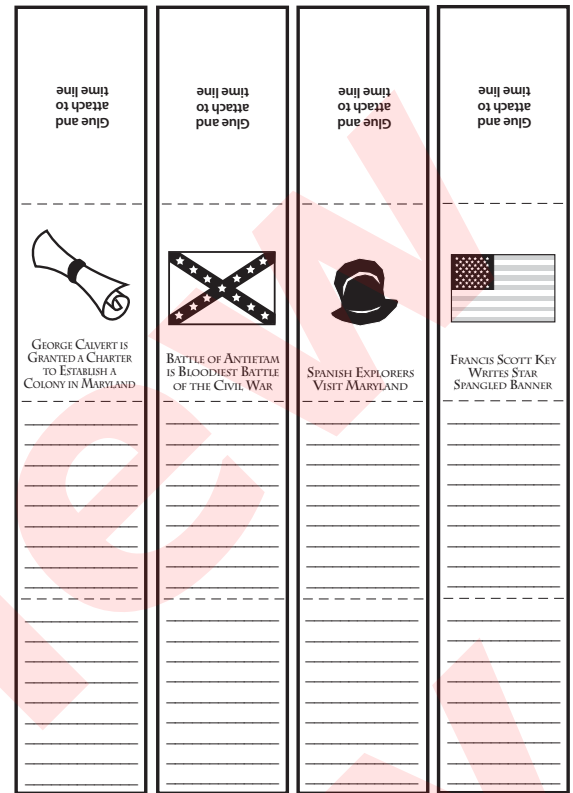 Glue and
attach to
time line
Glue and
attach to
time line
Glue and
attach to
time line
Glue and
attach to
time line
George Calvert is
Granted a Charter
to Establish a
Colony in Maryland
Battle of Antietam
is Bloodiest Battle
of the Civil War
Spanish Explorers
Visit Maryland
Francis Scott Key
Writes Star
Spangled Banner